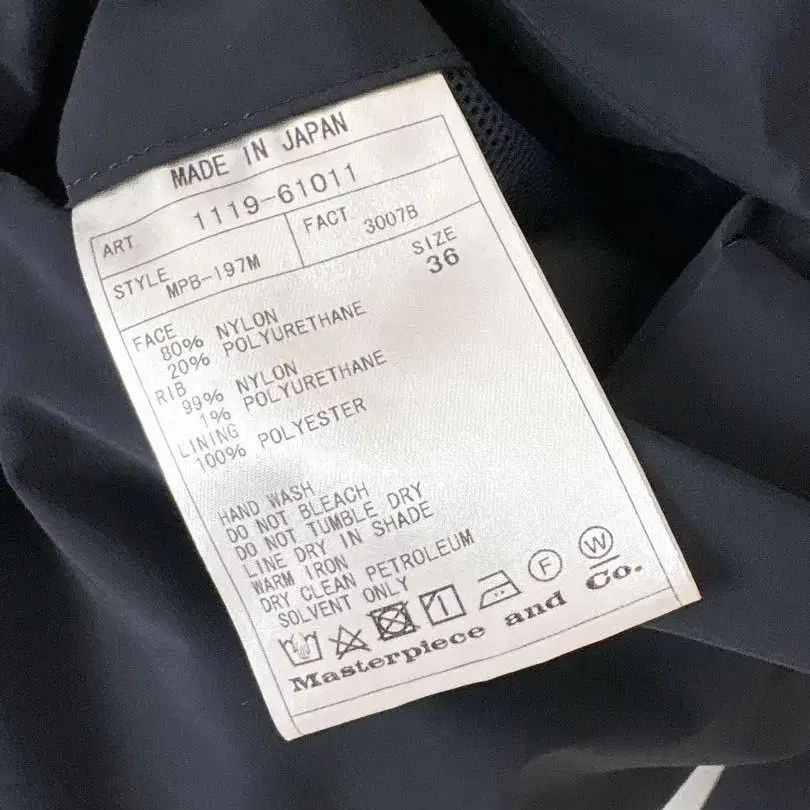 MADE IN JAPAN
ART. 1119-61011
STYLE MPB-197M FACT. 3007B
SIZE
36
FACE
80% NYLON
20% POLYURETHANE
RIB
99% NYLON
1% POLYURETHANE
LINING
100% POLYESTER
HAND WASH
DO NOT BLEACH
DO NOT TUMBLE DRY
LINE DRY IN SHADE
WARM IRON
DRY CLEAN PETROLEUM
SOLVENT ONLY
F W
Masterpiece and Co.